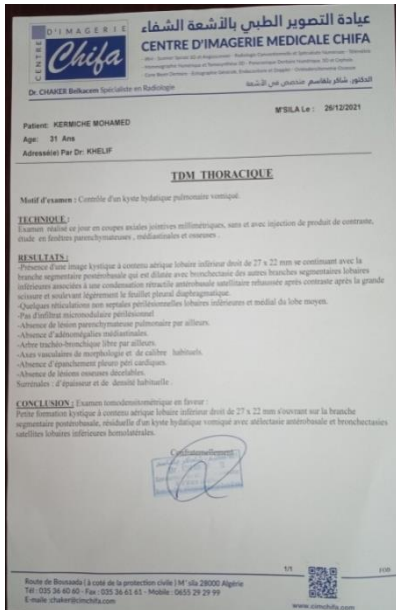 D'IMAGERIE
CENTRE
Chifa
عيادة التصوير الطبي بالأشعة الشفاء
CENTRE D'IMAGERIE MEDICALE CHIFA
Dr. CHAKER Belkacem Spécialiste en Radiologie
الدكتور. شاكر بلقاسم متخصص في الأشعة
M'SILA Le : 26/12/2021
Patient: KERMICHE MOHAMED
Age: 31 Ans
Adressé(e) Par Dr: KHELIF
TDM THORACIQUE
Motif d'examen : Contrôle d'un kyste hydatique pulmonaire vomiqué.
TECHNIQUE :
Examen réalisé ce jour en coupes axiales jointives millimétriques, sans et avec injection de produit de contraste,
étude en fenêtres parenchymateuses , médiastinales et osseuses .
RESULTATS :
-Présence d'une image kystique à contenu aérique lobaire inférieur droit de 27 x 22 mm se continuant avec la
branche segmentaire postérobasale qui est dilatée avec bronchectasie des autres branches segmentaires lobaires
inférieures associées à une condensation rétractile antérobasale satellitaire rehaussée après contraste après la grande
scissure et soulevant légèrement le feuillet pleural diaphragmatique.
-Quelques réticulations non septales périlésionnelles lobaires inférieures et médial du lobe moyen.
-Pas d'infiltrat micronodulaire périlésionnel
-Absence de lésion parenchymateuse pulmonaire par ailleurs.
-Absence d'adénomégalies médiastinales.
-Arbre trachéo-bronchique libre par ailleurs.
-Axes vasculaires de morphologie et de calibre habituels.
-Absence d'épanchement pleuro péri cardiques.
-Absence de lésions osseuses décelables.
Surrénales : d'épaisseur et de densité habituelle .
CONCLUSION : Examen tomodensitométrique en faveur :
Petite formation kystique à contenu aérique lobaire inférieur droit de 27 x 22 mm s'ouvrant sur la branche
segmentaire postérobasale, résiduelle d'un kyste hydatique vomiqué avec atélectasie antérobasale et bronchectasies
satellites lobaires inférieures homolatérales.
Confraternellement
1/1
Route de Bousaada ( à coté de la protection civile ) M'sila 28000 Algérie
Tél : 035 36 60 60 - Fax : 035 36 61 61 - Mobile : 0655 29 29 99
E-maile :chaker@cimchifa.com
www.cimchifa.com